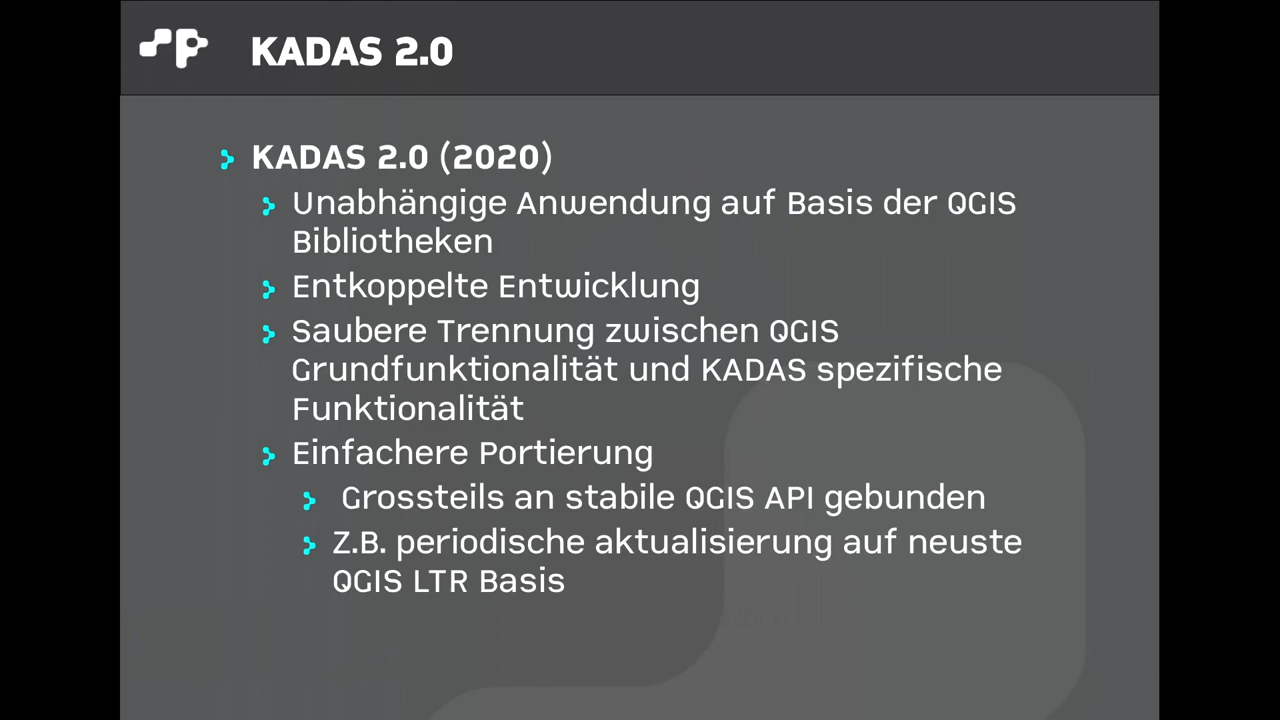 KADAS 2.0
KADAS 2.0 (2020)
Unabhängige Anwendung auf Basis der QGIS
Bibliotheken
Entkoppelte Entwicklung
Saubere Trennung zwischen QGIS
Grundfunktionalität und KADAS spezifische
Funktionalität
Einfachere Portierung
Grossteils an stabile QGIS API gebunden
Z.B. periodische aktualisierung auf neuste
QGIS LTR Basis